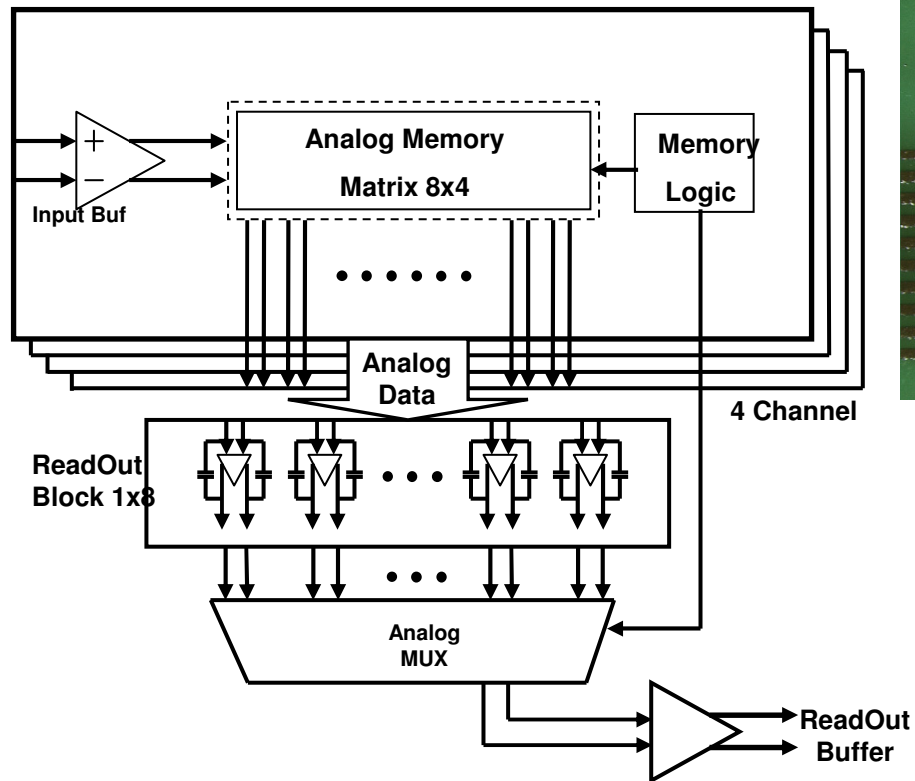 Analog Memory
Matrix 8x4
Memory
Logic
+
−
Input Buf
Analog
Data
4 Channel
ReadOut
Block 1x8
Analog
MUX
ReadOut
Buffer